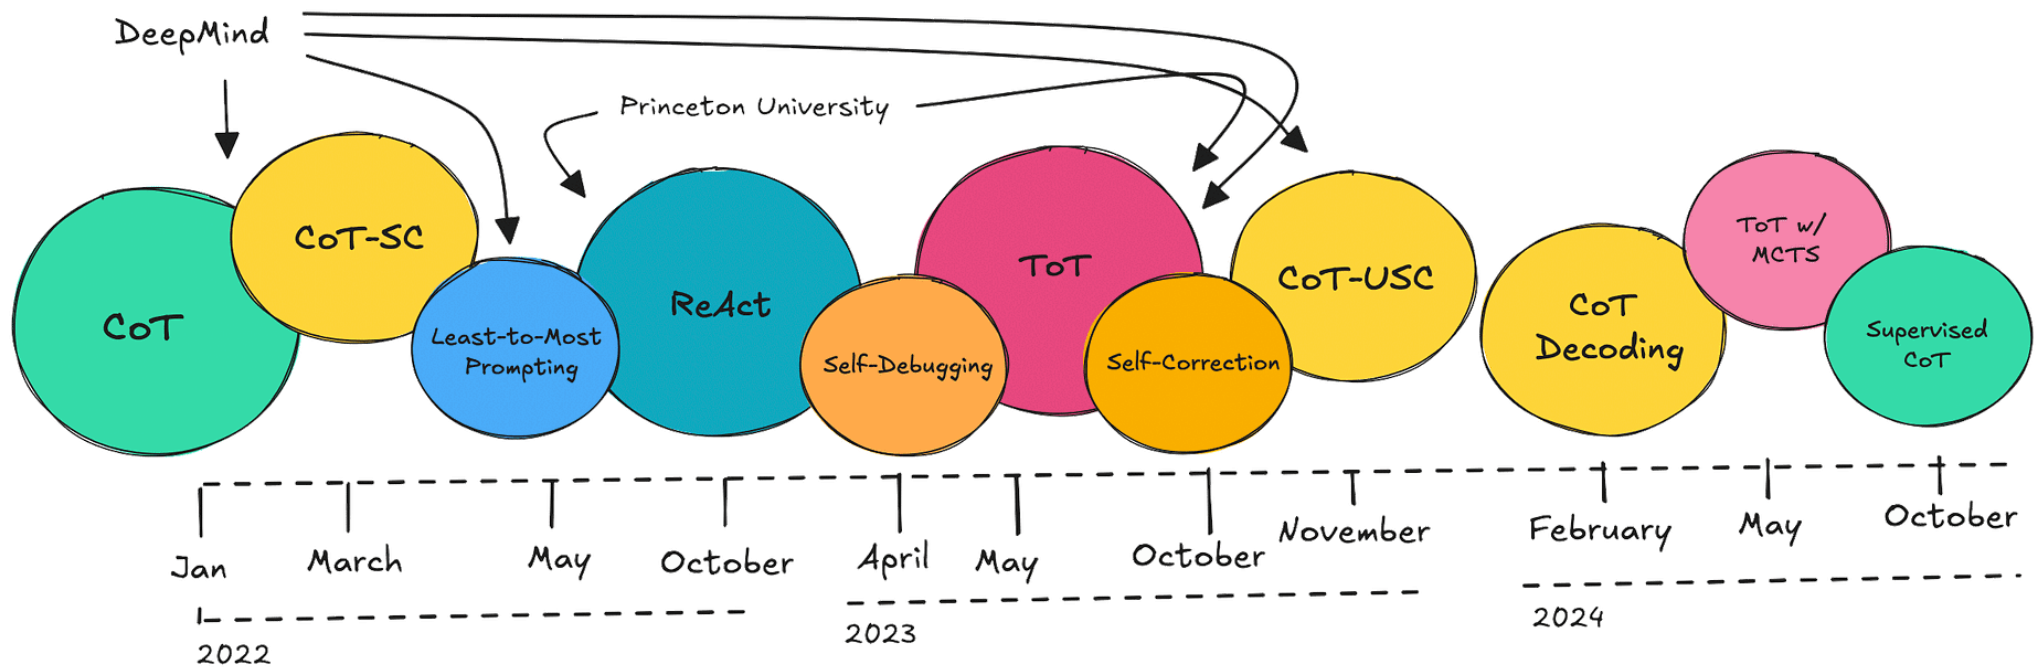 DeepMind
Princeton University
CoT
CoT-SC
Least-to-Most
Prompting
ReAct
Self-Debugging
ToT
Self-Correction
CoT-USC
CoT
Decoding
ToT w/
MCTS
Supervised
CoT
Jan
March
May
October
April
May
October
November
February
May
October
2022
2023
2024